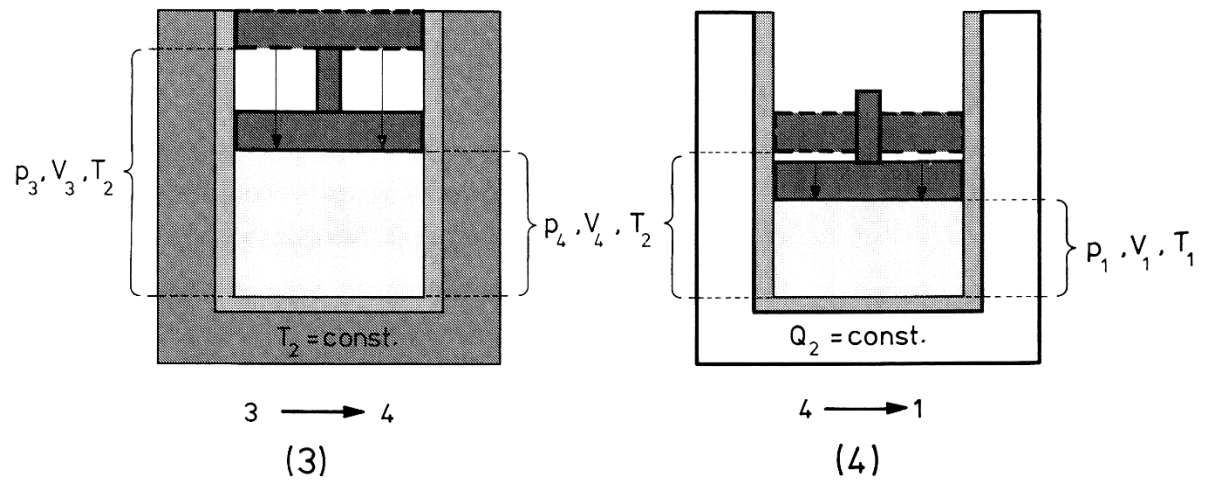 p₃, V₃, T₂
p₄, V₄, T₂
p₁, V₁, T₁
T₂ = const.
Q₂ = const.
3 → 4
4 → 1
(3)
(4)